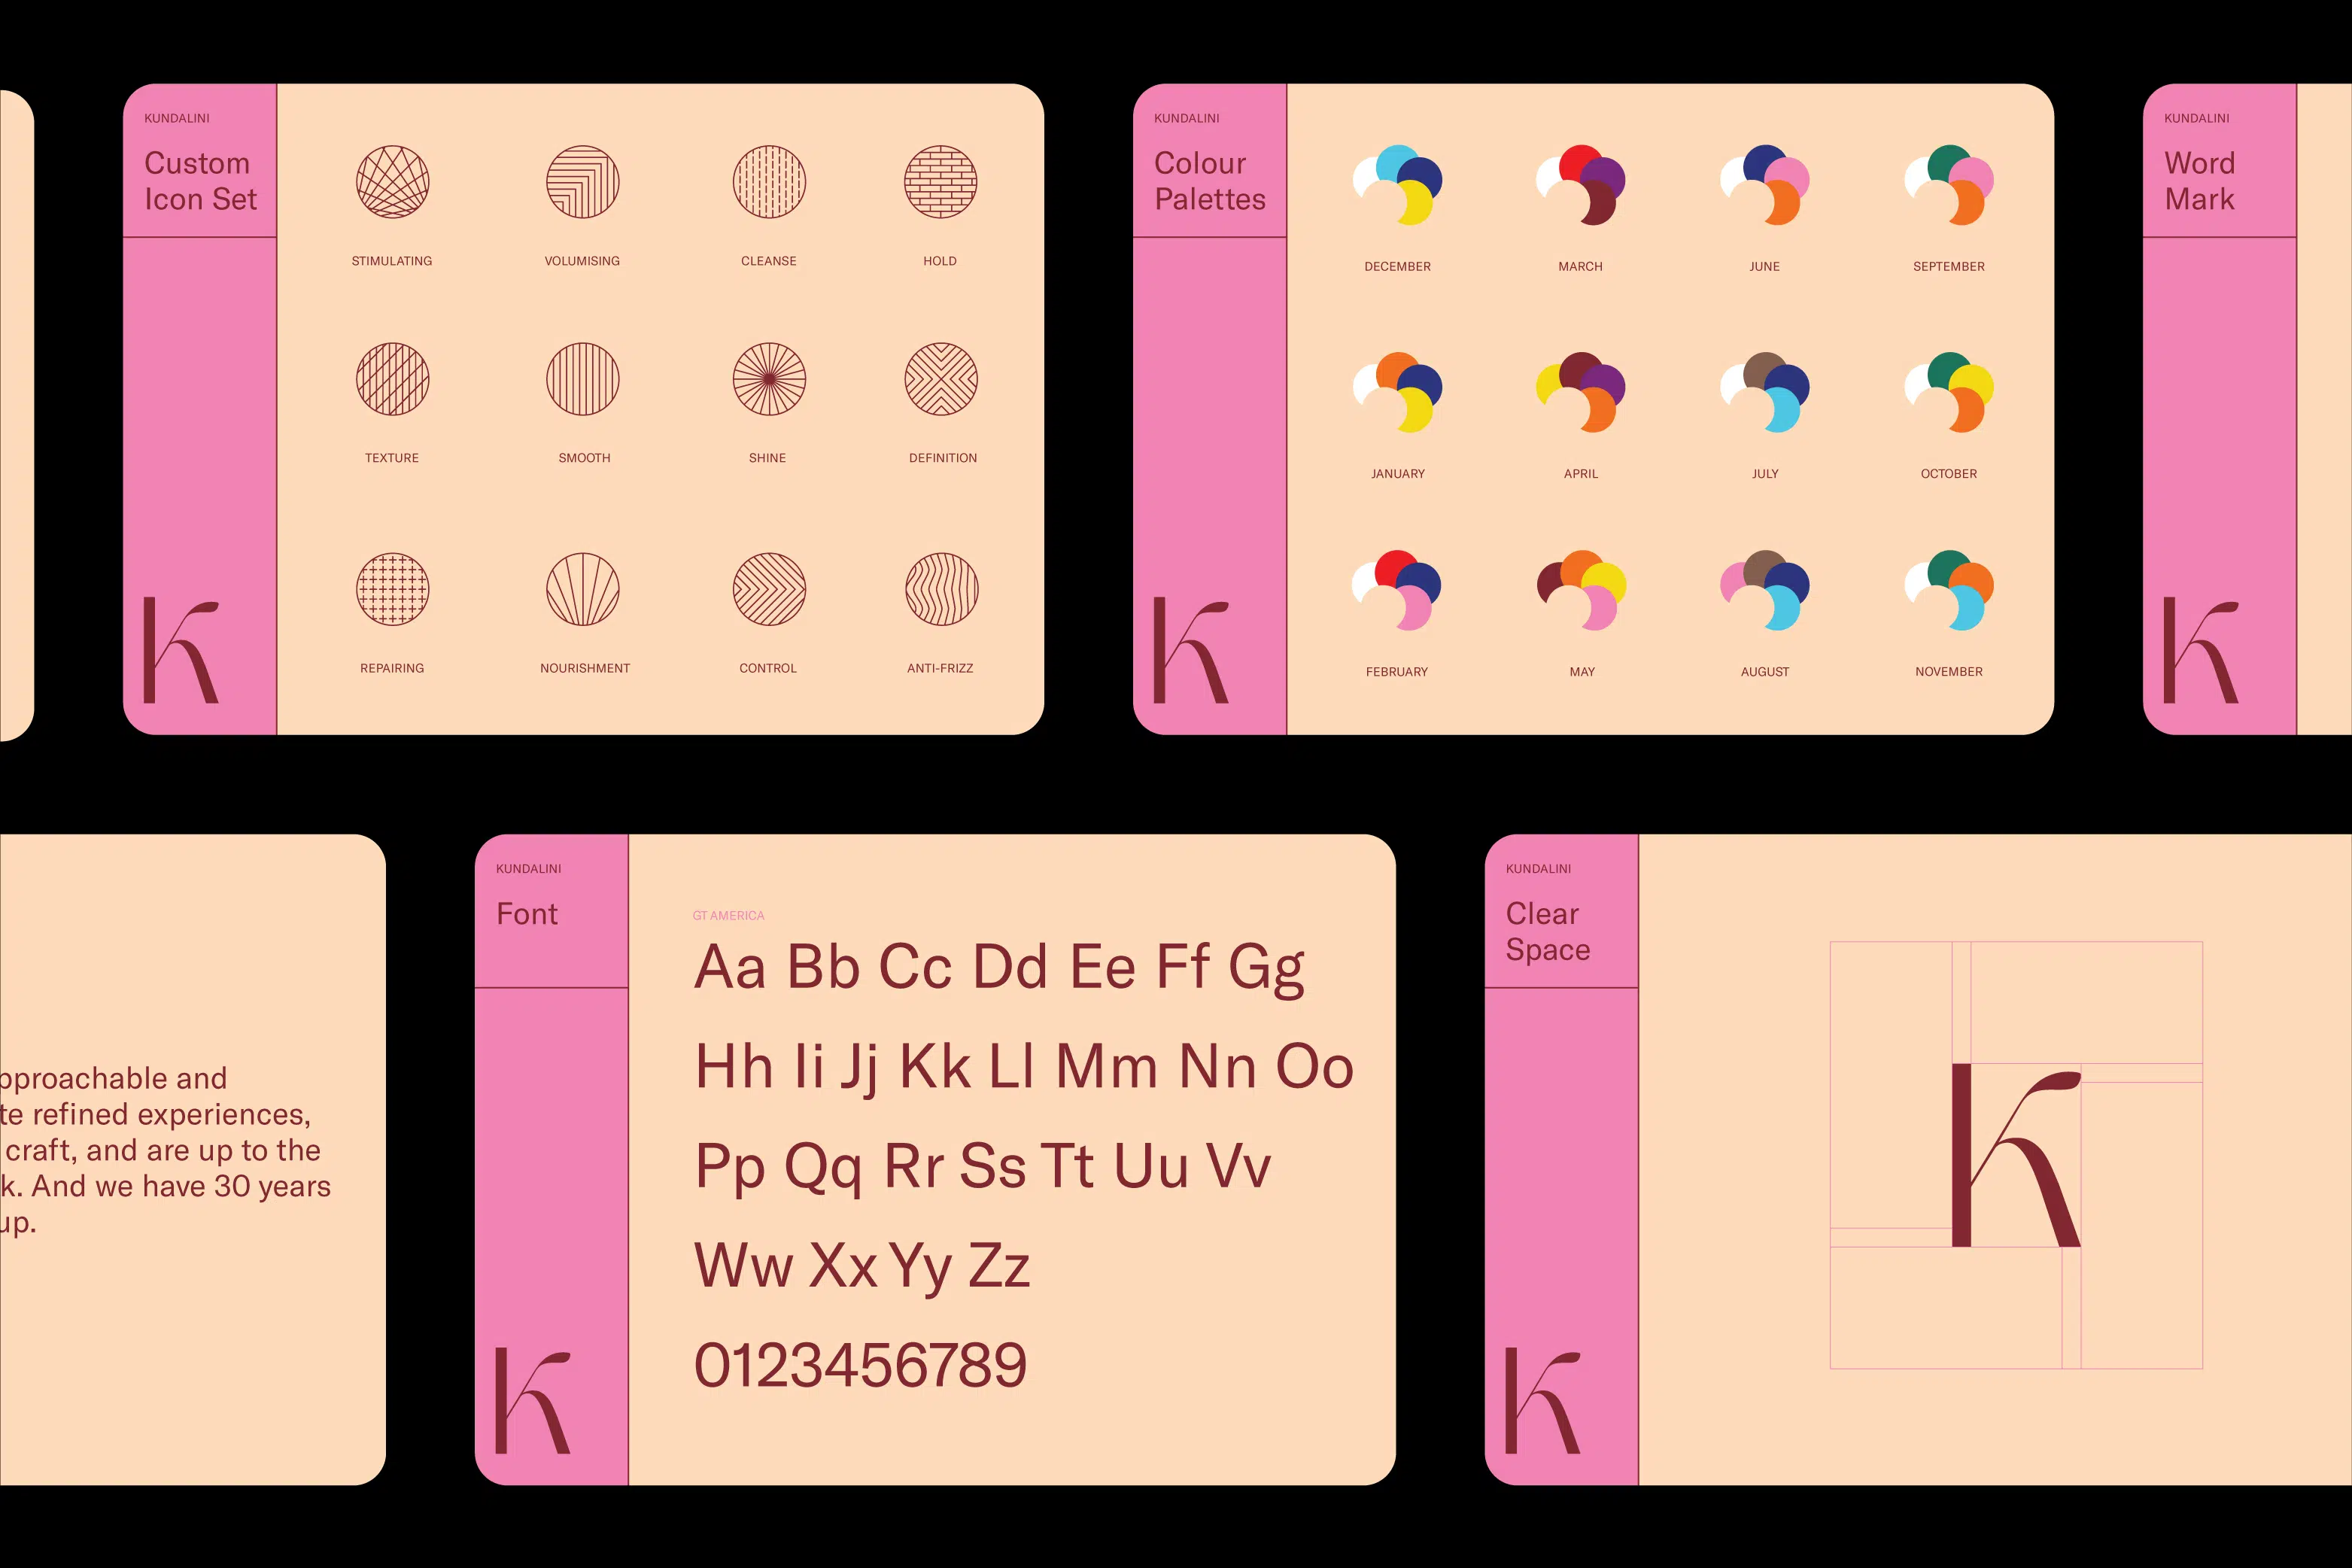 KUNDALINI
Custom
Icon Set
STIMULATING
VOLUMISING
CLEANSE
HOLD
TEXTURE
SMOOTH
SHINE
DEFINITION
REPAIRING
NOURISHMENT
CONTROL
ANTI-FRIZZ
K
KUNDALINI
Colour
Palettes
DECEMBER
MARCH
JUNE
SEPTEMBER
JANUARY
APRIL
JULY
OCTOBER
FEBRUARY
MAY
AUGUST
NOVEMBER
K
KUNDALINI
Word
Mark
K
and
refined experiences,
craft, and are up to the
And we have 30 years
up.
KUNDALINI
Font
GT AMERICA
Aa Bb Cc Dd Ee Ff Gg
Hh Ii Jj Kk Ll Mm Nn Oo
Pp Qq Rr Ss Tt Uu Vv
Ww Xx Yy Zz
0123456789
K
KUNDALINI
Clear
Space
K
K